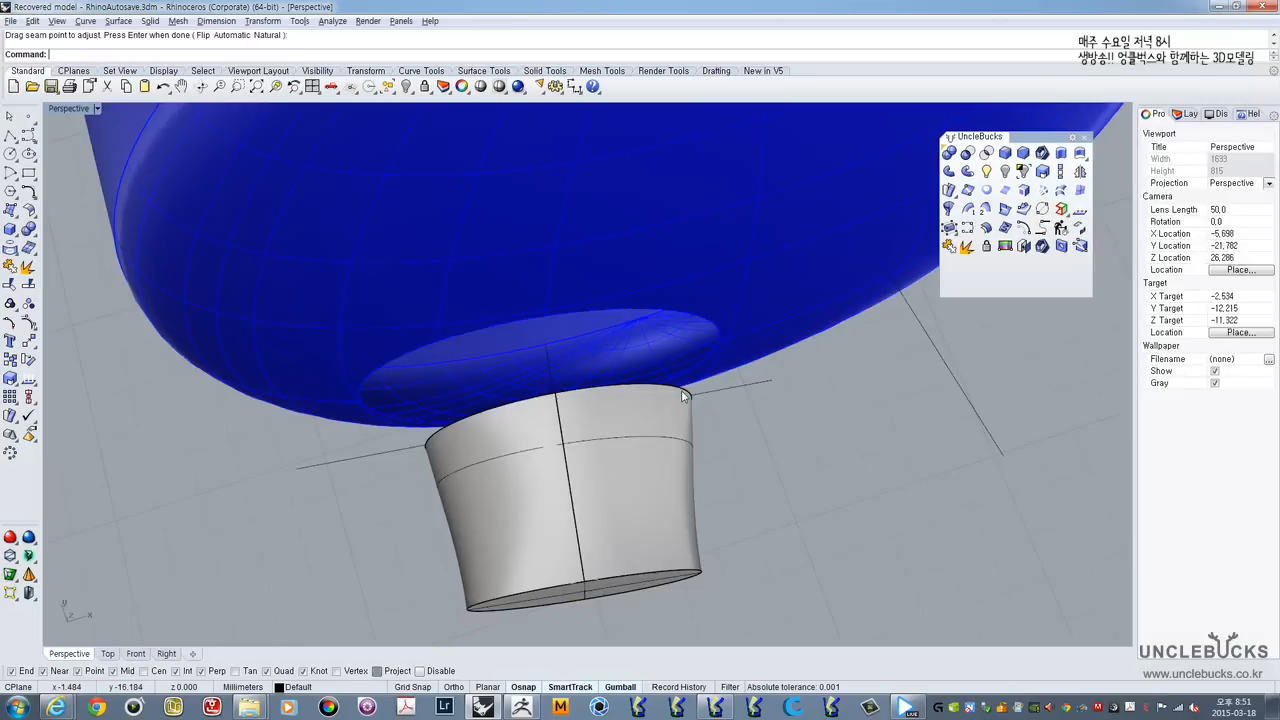 Recovered model - RhinoAutosave.3dm - Rhinoceros (Corporate) (64-bit) - [Perspective]
File Edit View Curve Surface Solid Mesh Dimension Transform Tools Analyze Render Panels Help
Drag seam point to adjust. Press Enter when done ( Flip Automatic Natural ):
Command:
매주 수요일 저녁 8시
생방송!! 엉클벅스와 함께하는 3D모델링
Standard CPlanes Set View Display Select Viewport Layout Visibility Transform Curve Tools Surface Tools Solid Tools Mesh Tools Render Tools Drafting New in V5
Perspective
UncleBucks
Pro Lay Dis Hel
Viewport
Title Perspective
Width 1633
Height 815
Projection Perspective
Camera
Lens Length 50,0
Rotation 0,0
X Location -5,698
Y Location -21,782
Z Location 26,286
Location Place...
Target
X Target -2,534
Y Target -12,215
Z Target -11,322
Location Place...
Wallpaper
Filename (none) ...
Show
Gray
y
z x
Perspective Top Front Right
End Near Point Mid Cen Int Perp Tan Quad Knot Vertex Project Disable
UNCLEBUCKS
www.unclebucks.co.kr
CPlane x -1.484 y -16.184 z 0.000 Millimeters Default Grid Snap Ortho Planar Osnap SmartTrack Gumball Record History Filter Absolute tolerance: 0.001
Lr
LIVE
오후 8:51
2015-03-18